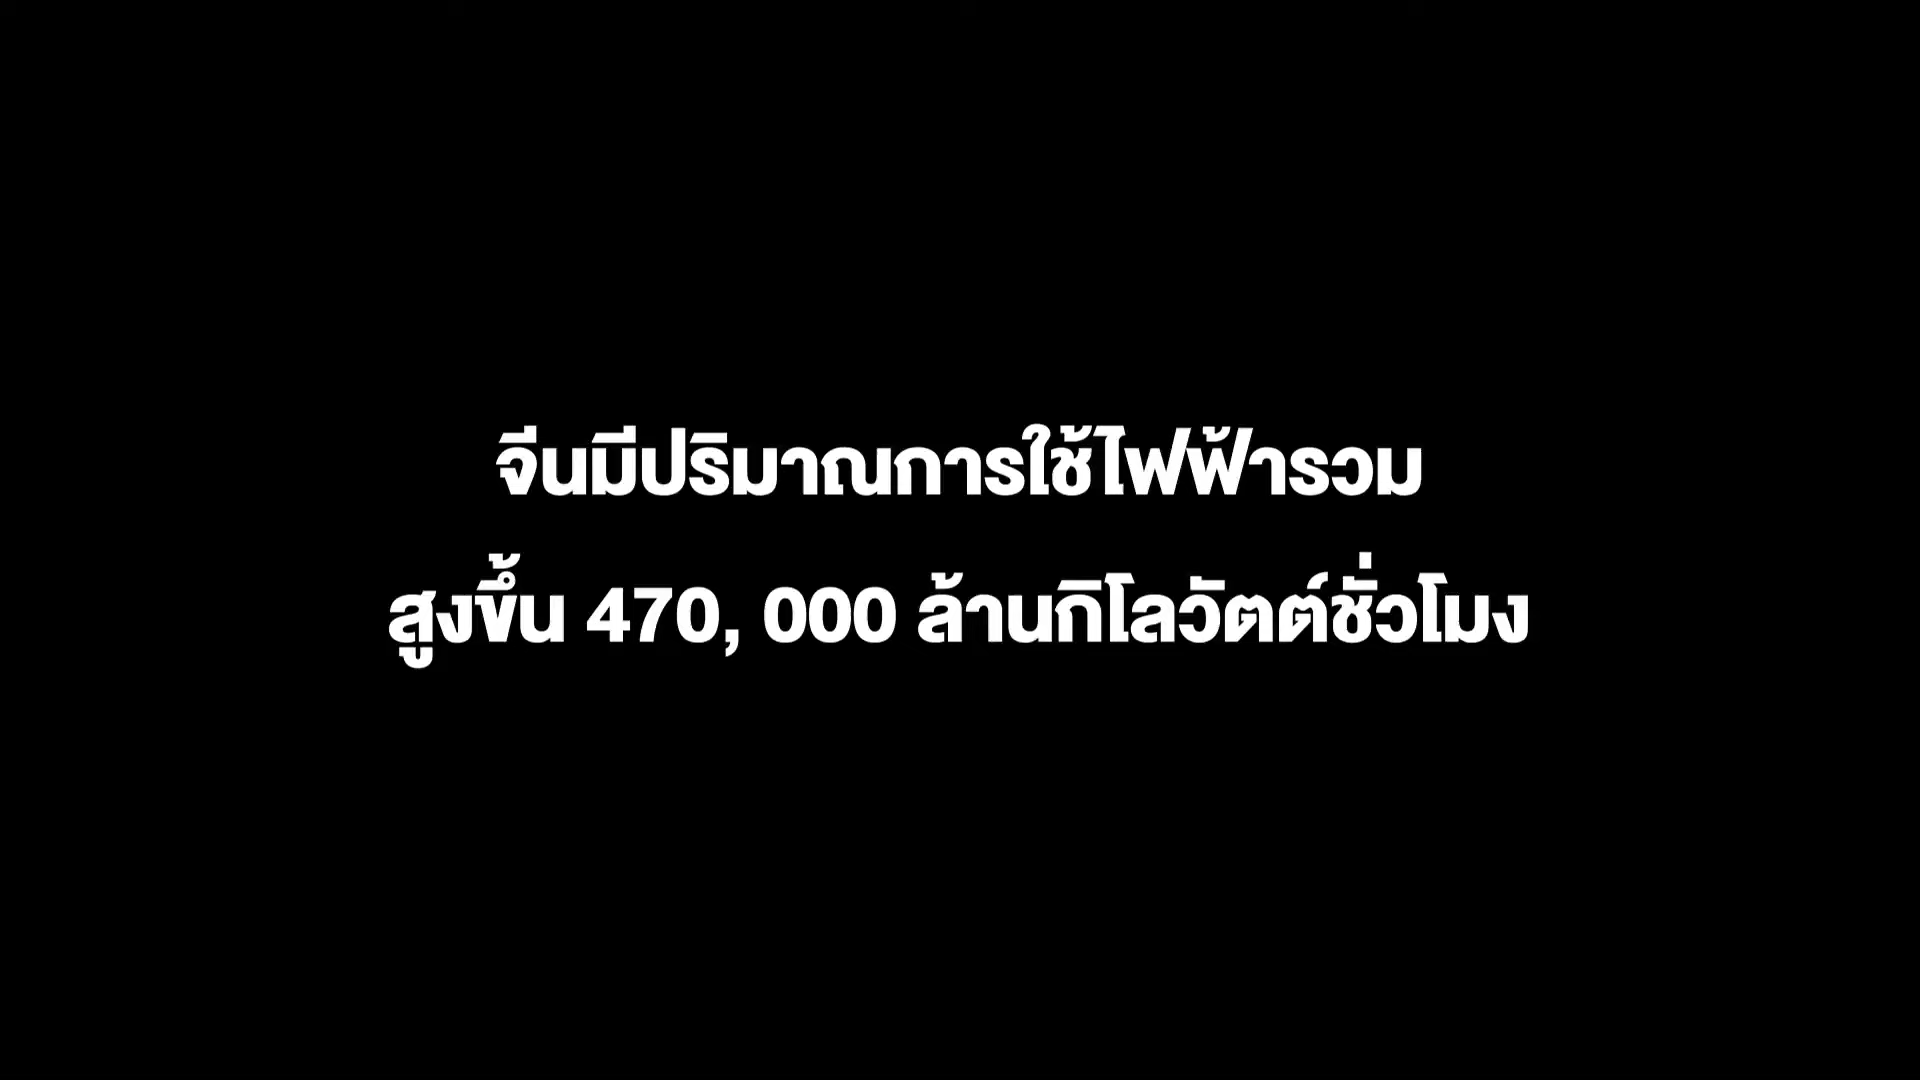 จีนมีปริมาณการใช้ไฟฟ้ารวม
สูงขึ้น 470, 000 ล้านกิโลวัตต์ชั่วโมง